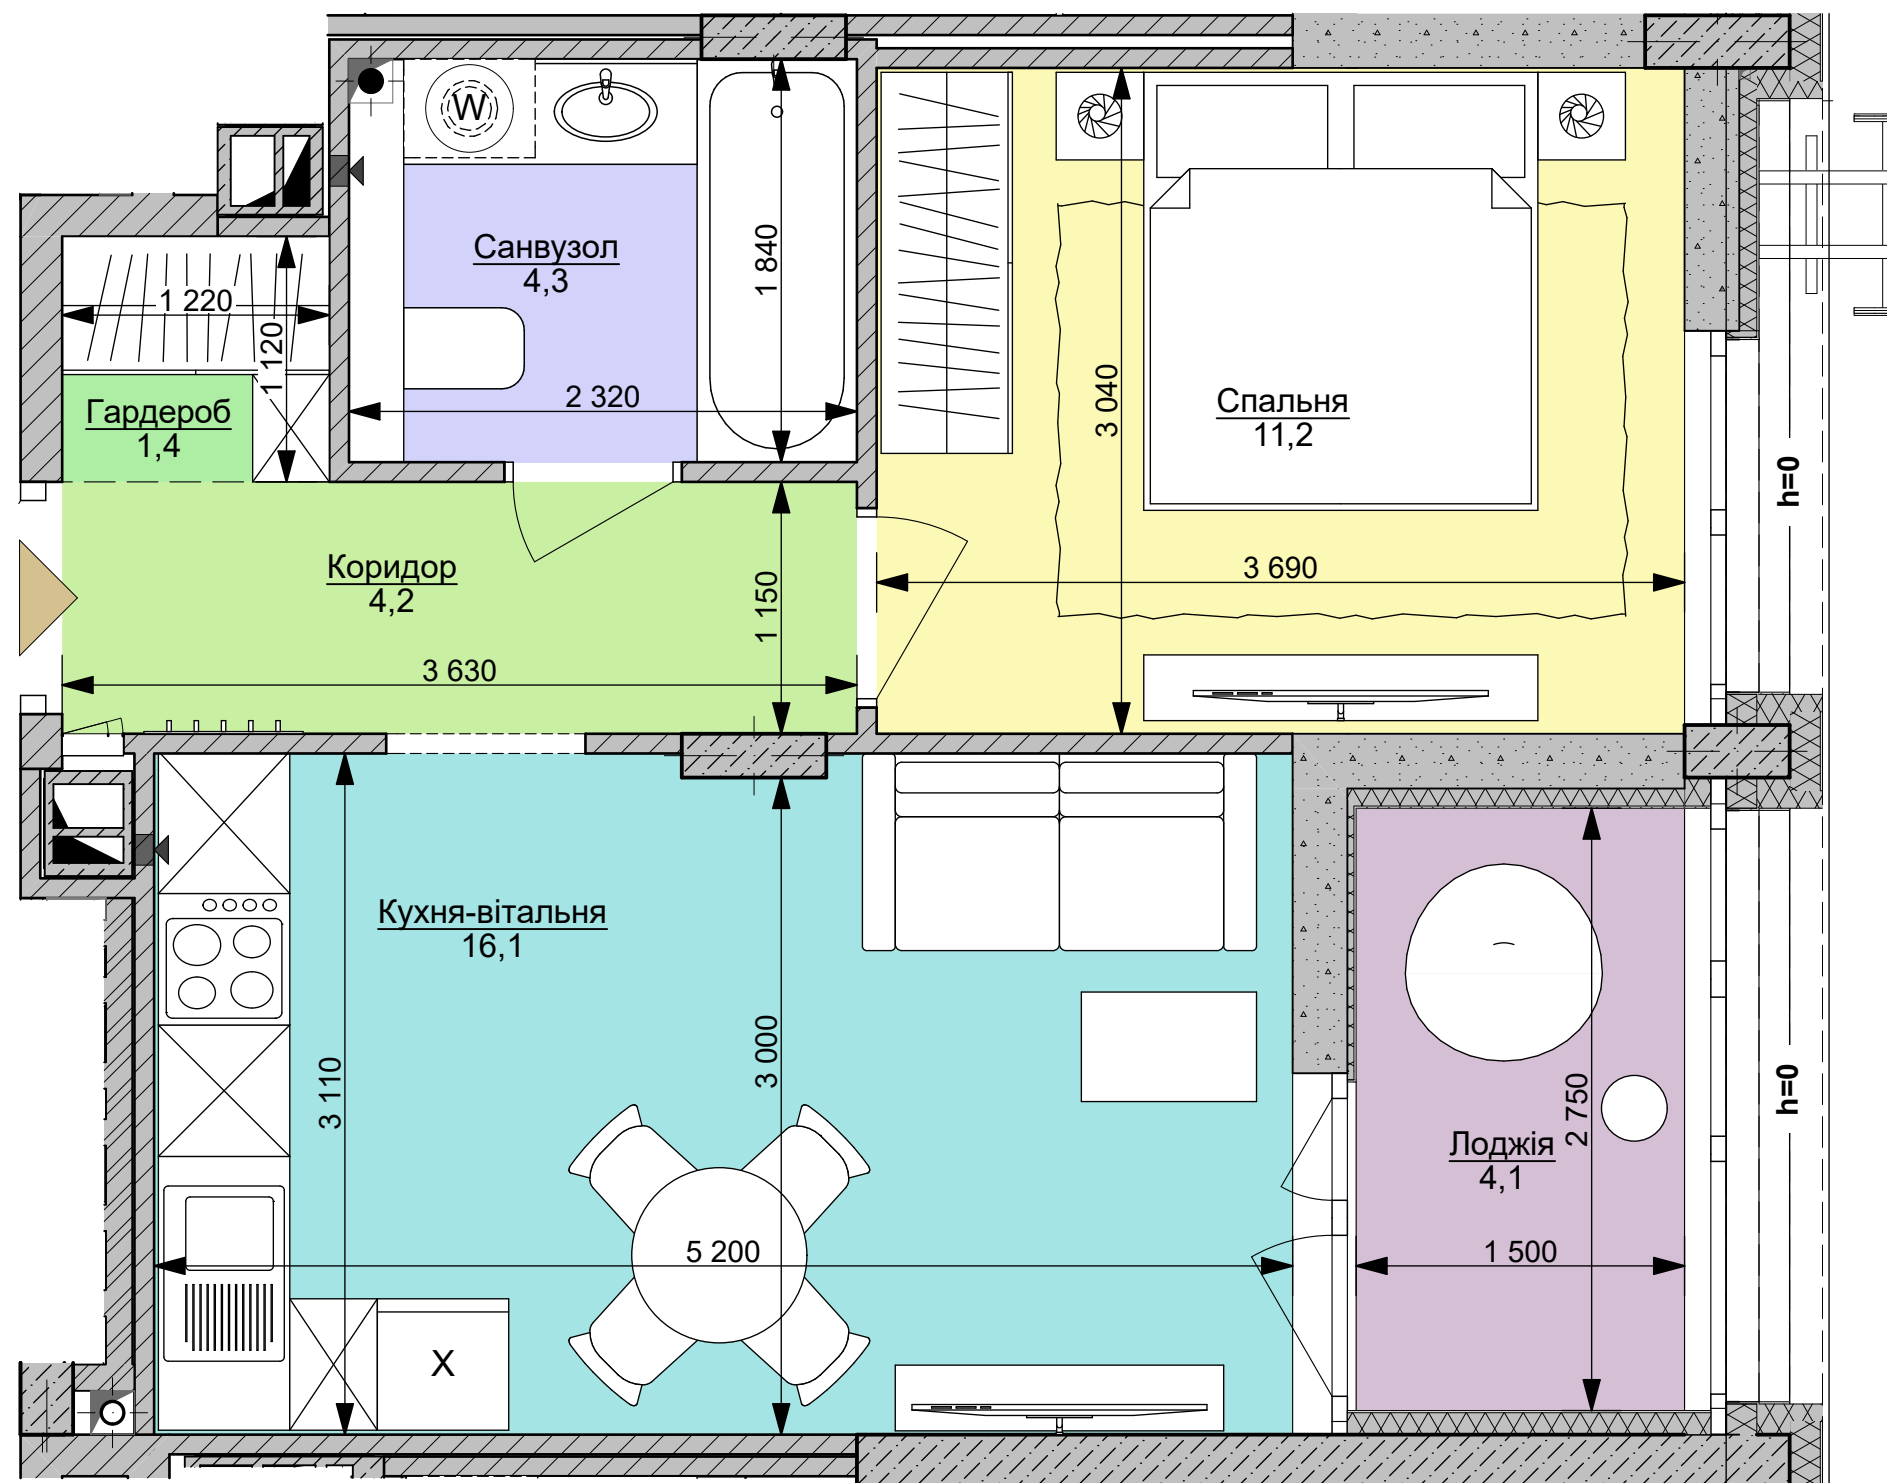 W
Санвузол
4,3
1 840
1 220
1 120
2 320
Гардероб
1,4
3 040
Спальня
11,2
h=0
Коридор
4,2
1 150
3 690
3 630
Кухня-вітальня
16,1
3 110
3 000
h=0
2 750
Лоджія
4,1
5 200
1 500
X